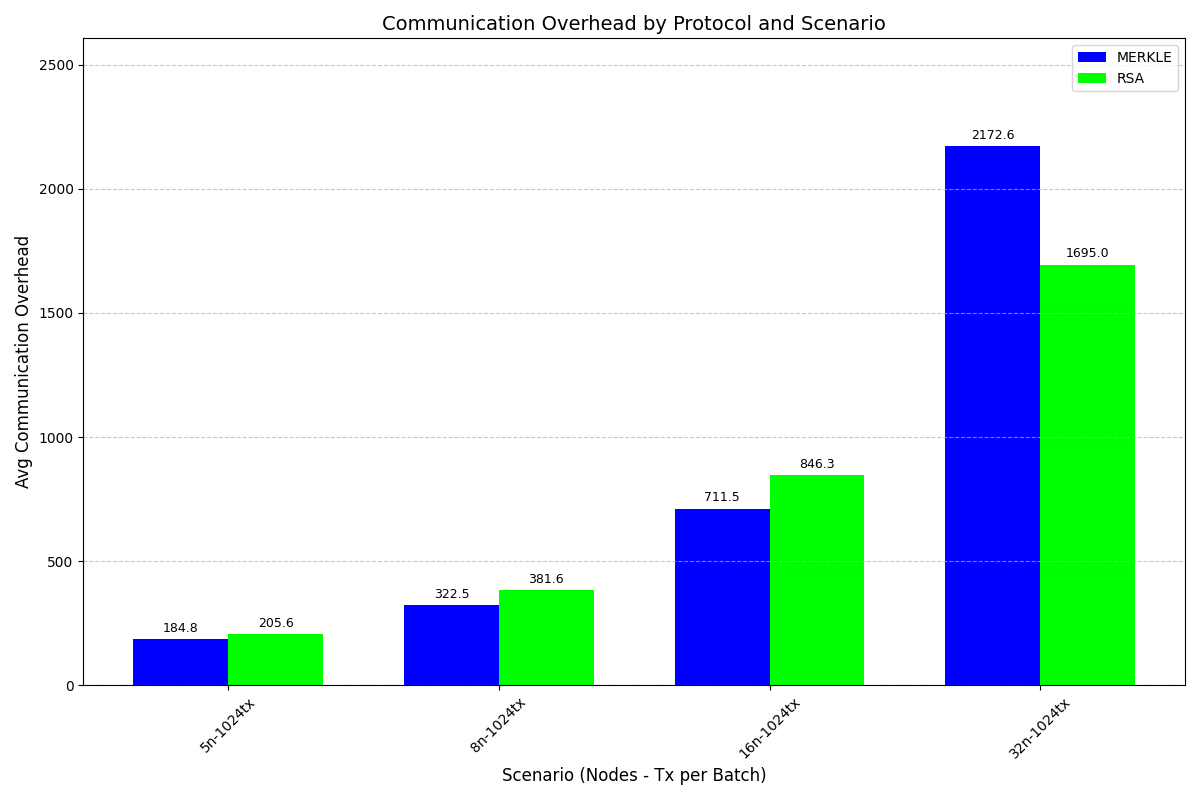 Communication Overhead by Protocol and Scenario
MERKLE
RSA
Avg Communication Overhead
2500
2000
1500
1000
500
0
184.8
205.6
322.5
381.6
711.5
846.3
2172.6
1695.0
5n-1024tx
8n-1024tx
16n-1024tx
32n-1024tx
Scenario (Nodes - Tx per Batch)